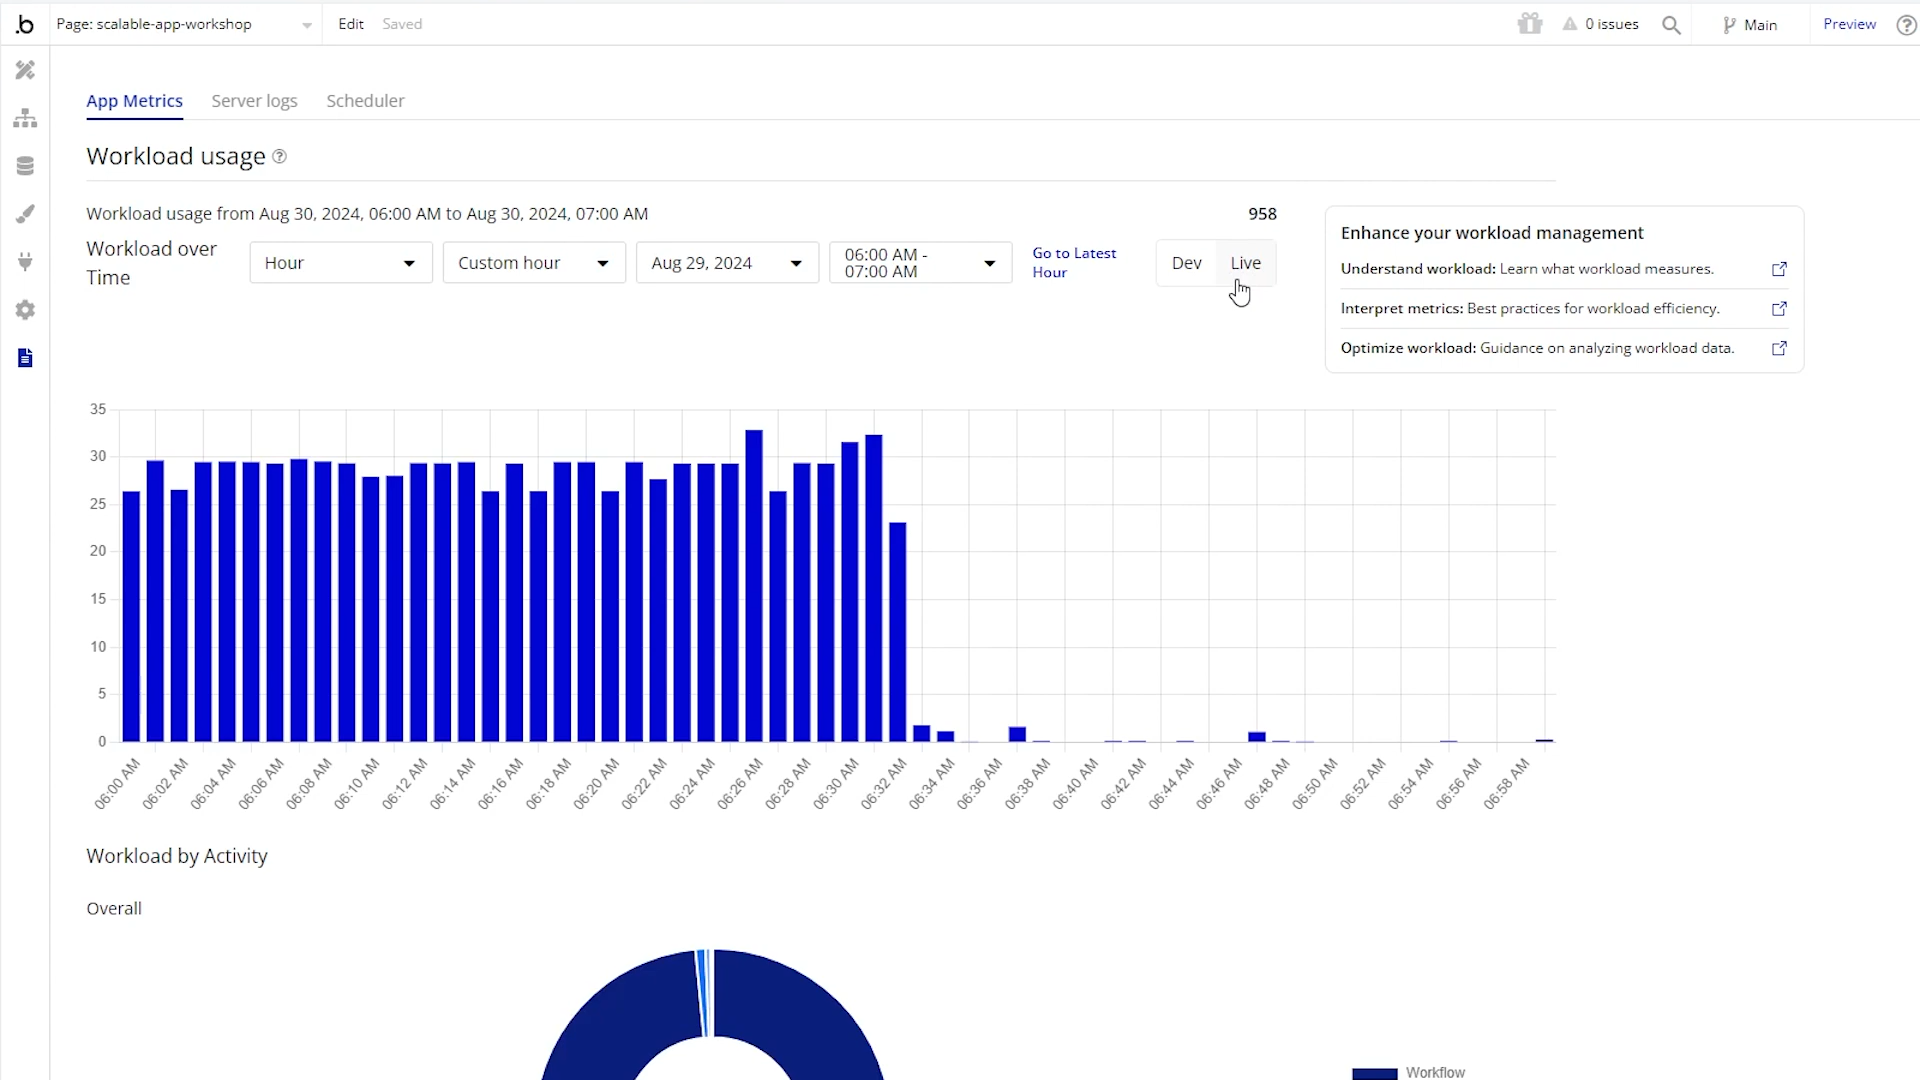 .b Page: scalable-app-workshop Edit Saved 0 issues Main Preview ?
App Metrics Server logs Scheduler
Workload usage ?
Workload usage from Aug 30, 2024, 06:00 AM to Aug 30, 2024, 07:00 AM 958
Workload over
Time
Hour
Custom hour
Aug 29, 2024
06:00 AM -
07:00 AM
Go to Latest
Hour
Dev Live
Enhance your workload management
Understand workload: Learn what workload measures.
Interpret metrics: Best practices for workload efficiency.
Optimize workload: Guidance on analyzing workload data.
35
30
25
20
15
10
5
0
06:00 AM
06:02 AM
06:04 AM
06:06 AM
06:08 AM
06:10 AM
06:12 AM
06:14 AM
06:16 AM
06:18 AM
06:20 AM
06:22 AM
06:24 AM
06:26 AM
06:28 AM
06:30 AM
06:32 AM
06:34 AM
06:36 AM
06:38 AM
06:40 AM
06:42 AM
06:44 AM
06:46 AM
06:48 AM
06:50 AM
06:52 AM
06:54 AM
06:56 AM
06:58 AM
Workload by Activity
Overall
Workflow